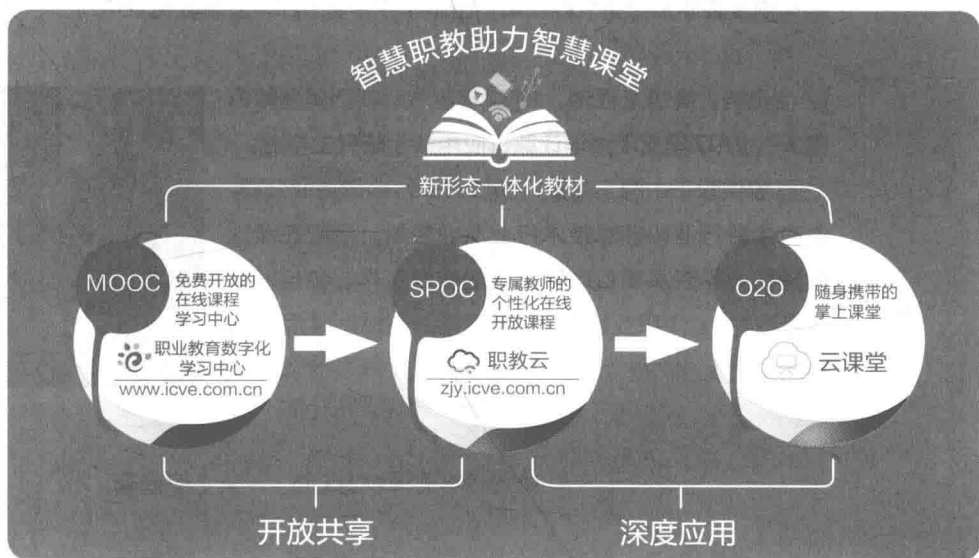 智慧职教助力智慧课堂
新形态一体化教材
MOOC
免费开放的
在线课程
学习中心
职业教育数字化
学习中心
www.icve.com.cn
SPOC
专属教师的
个性化在线
开放课程
职教云
zjy.icve.com.cn
O2O
随身携带的
掌上课堂
云课堂
开放共享
深度应用